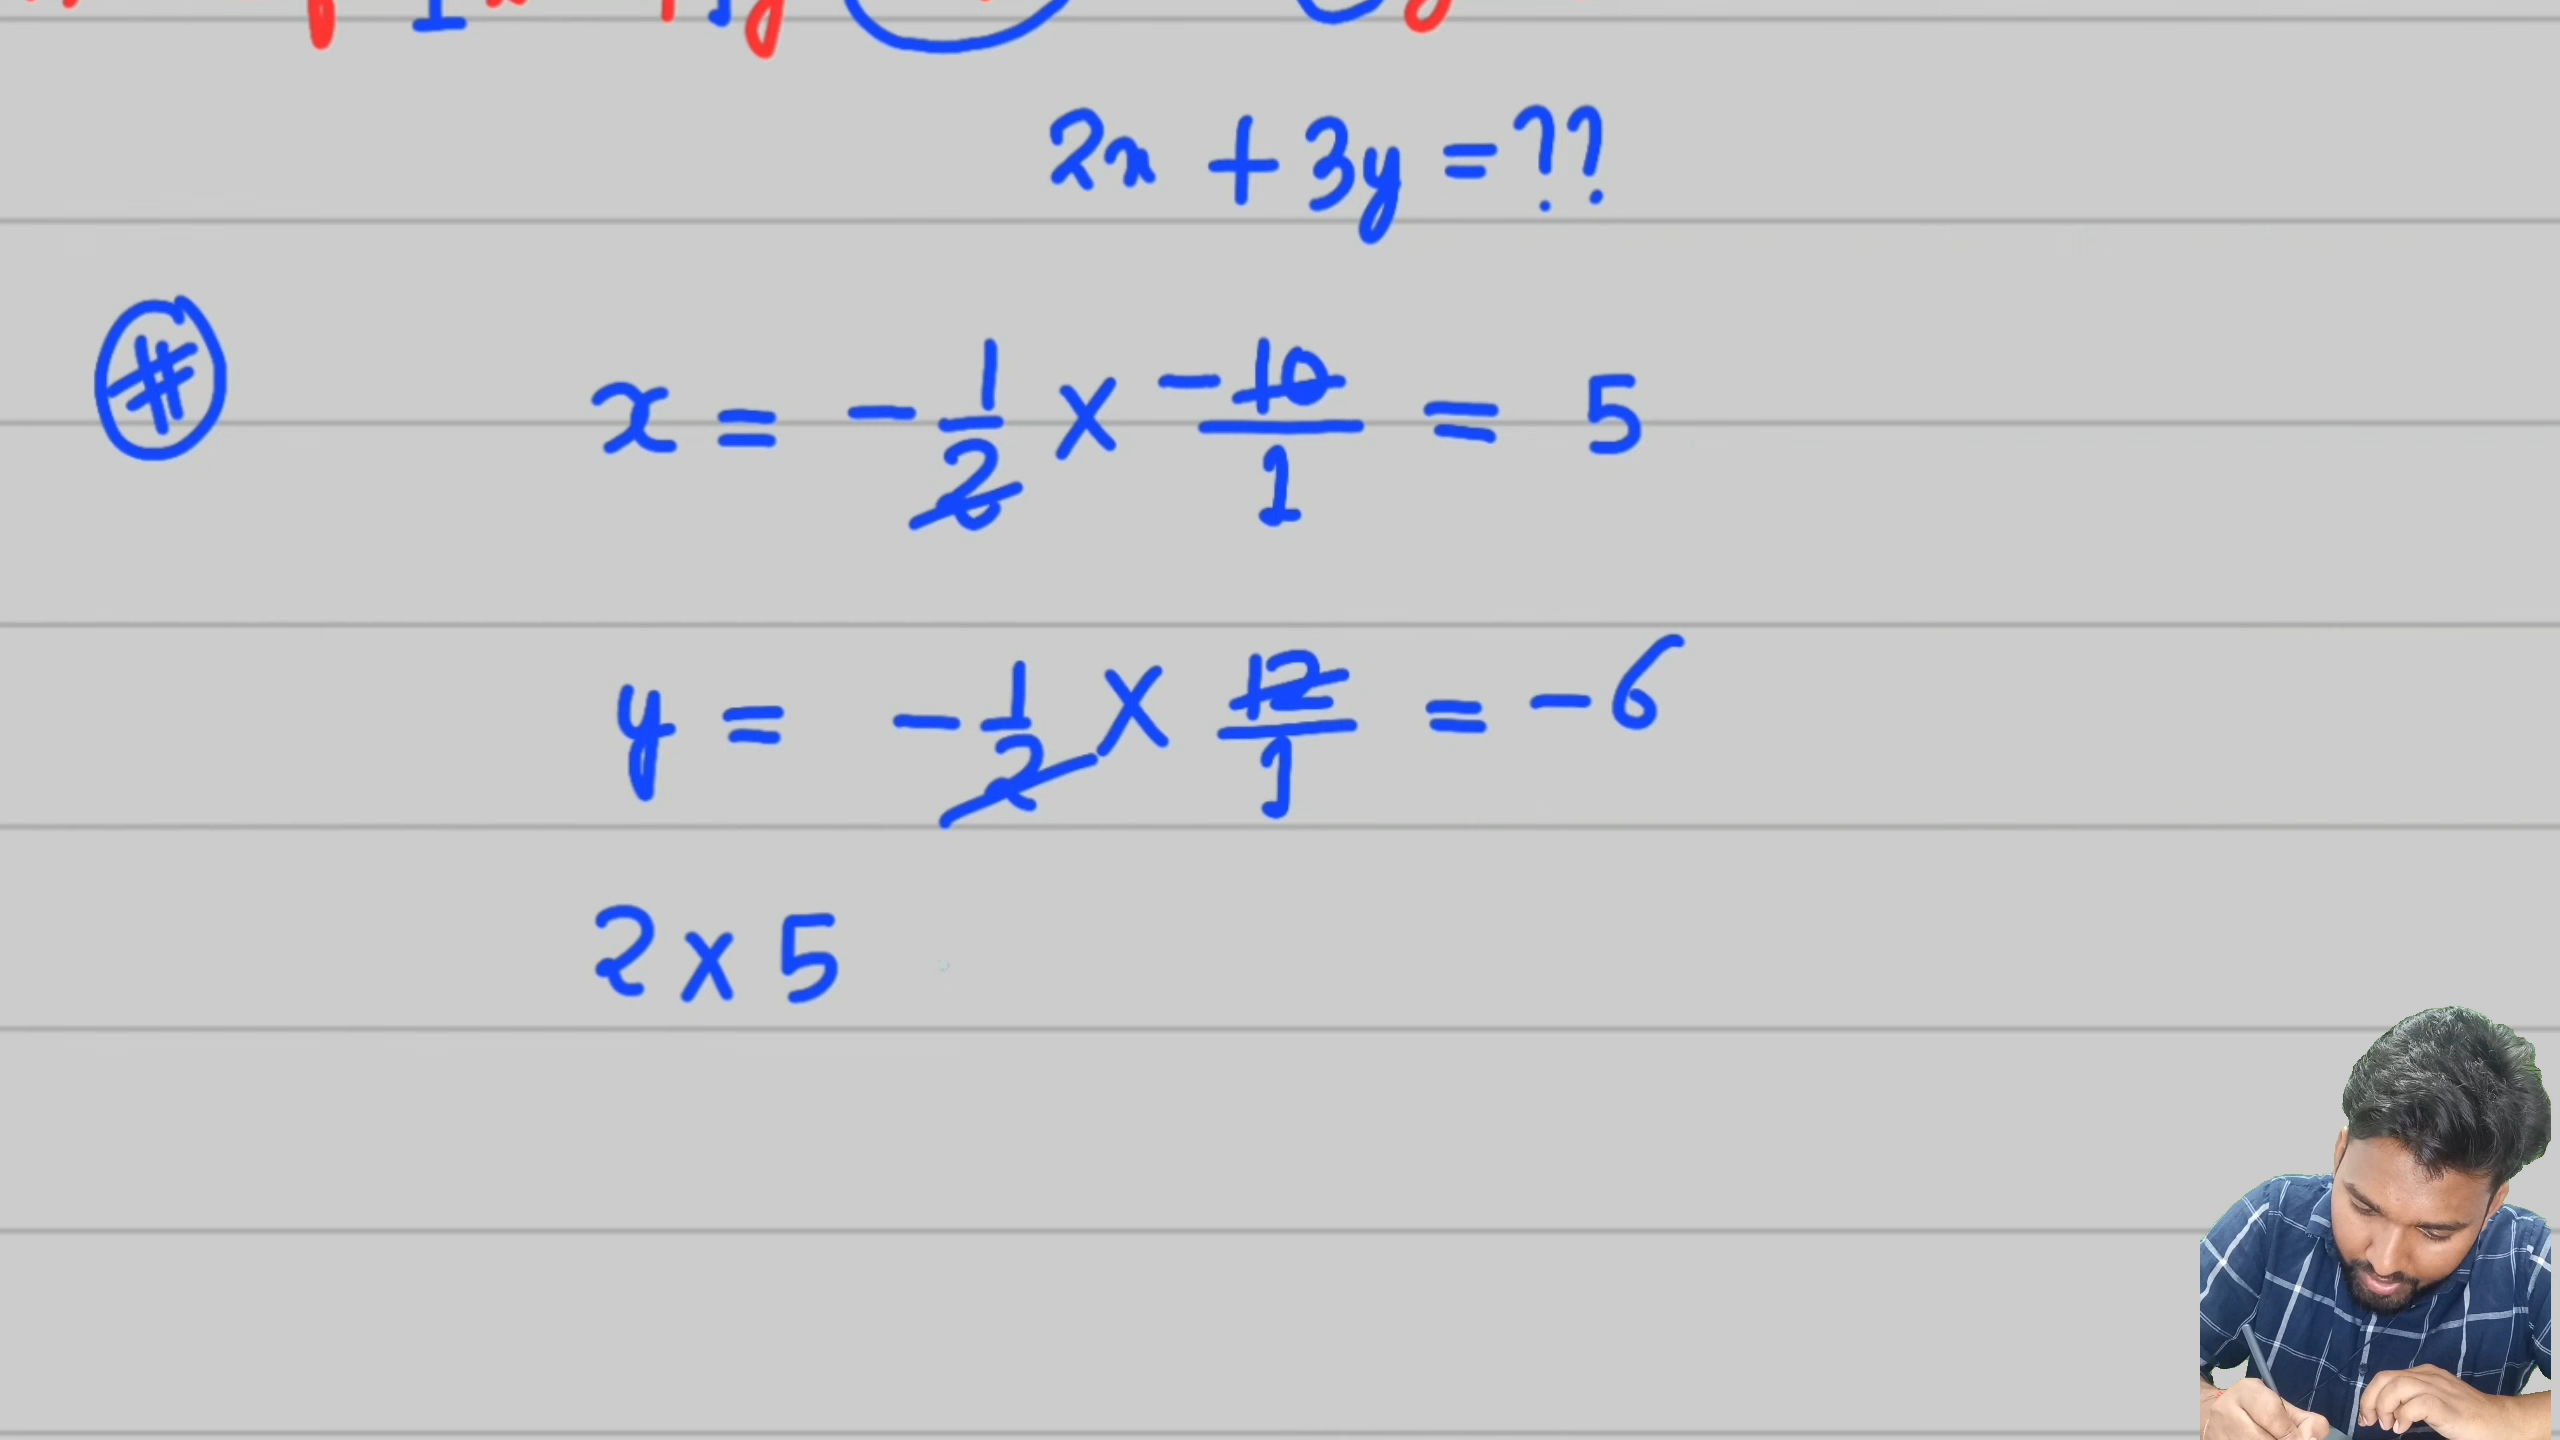 2x + 3y = ??
# x = - 1/2 x -10/1 = 5
y = - 1/2 x 12/1 = -6
2 x 5